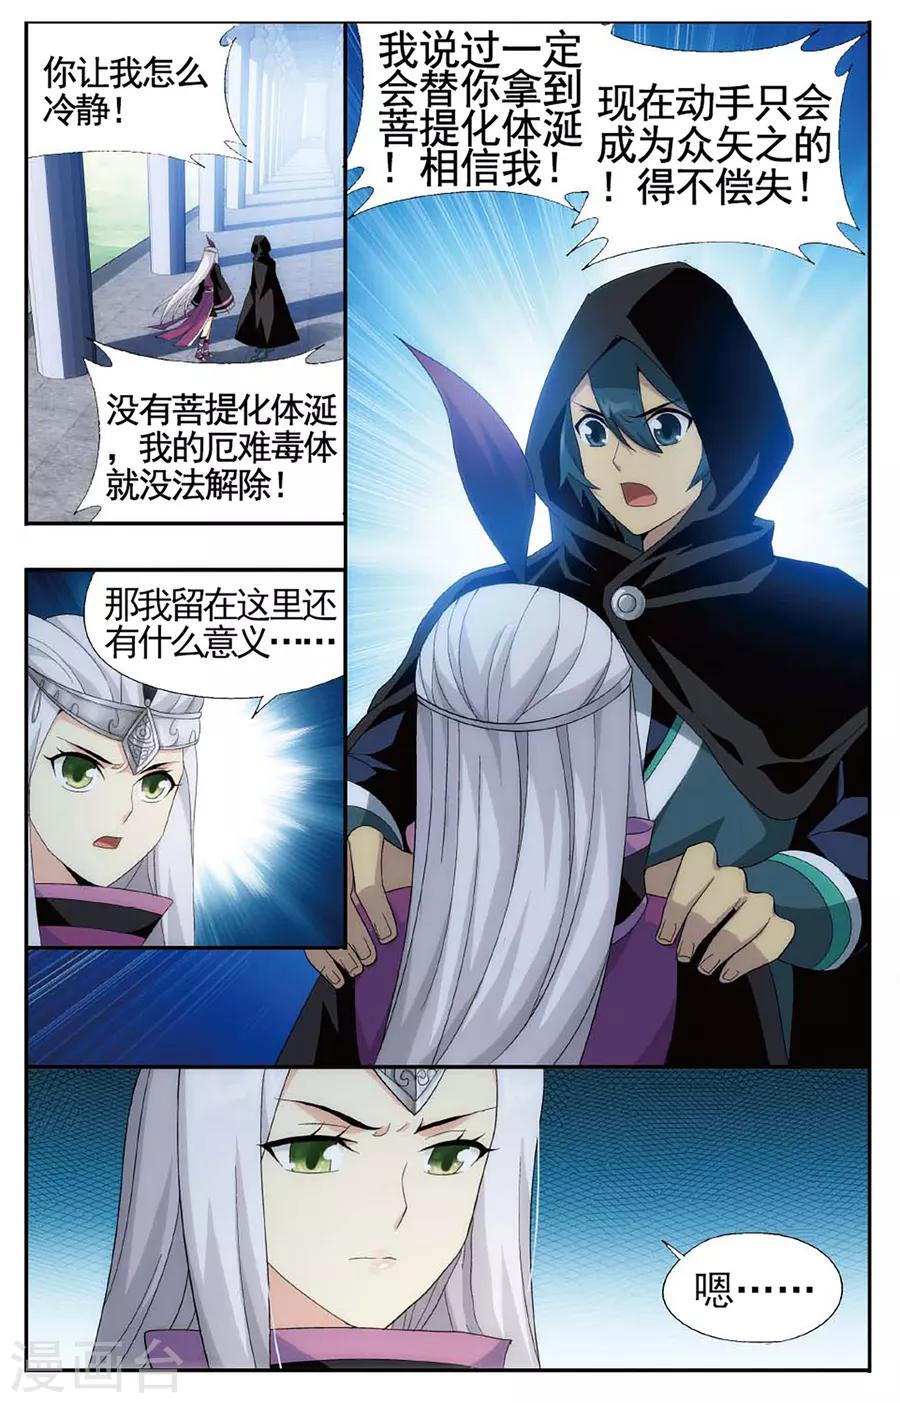 你让我怎么
冷静！
没有菩提化体涎
，我的厄难毒体
就没法解除！
我说过一定
会替你拿到
菩提化体涎
！相信我！
现在动手只会
成为众矢之的
！得不偿失！
那我留在这里还
有什么意义……
嗯……
漫画台